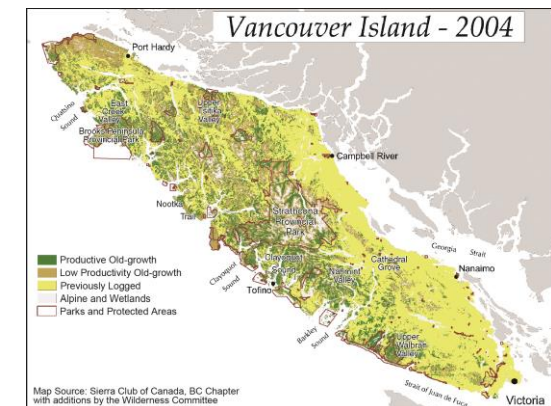 Vancouver Island - 2004
Port Hardy
Quatsino
Sound
East
Creek
Valley
Upper
Tsitika
Valley
Brooks Peninsula
Provincial Park
Campbell River
Nootka
Trail
Strathcona
Provincial
Park
Georgia Strait
Clayoquot
Sound
Clayoquot
Sound
Cathedral
Grove
Nanaimo
Nahmint
Valley
Tofino
Barkley
Sound
Upper
Walbran
Valley
Strait of Juan de Fuca
Victoria
Productive Old-growth
Low Productivity Old-growth
Previously Logged
Alpine and Wetlands
Parks and Protected Areas
Map Source: Sierra Club of Canada, BC Chapter
with additions by the Wilderness Committee